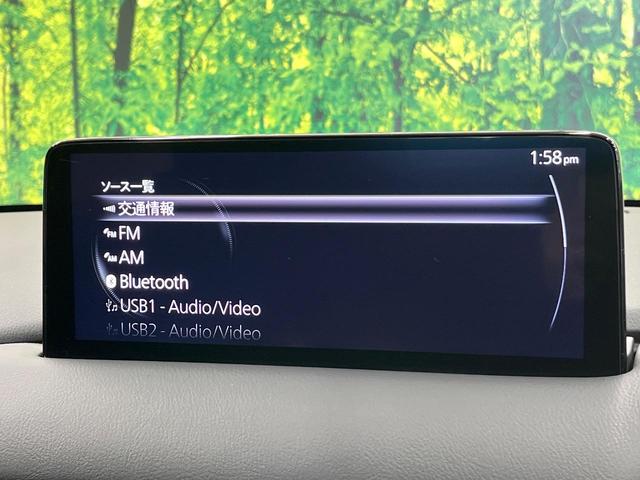 1:58pm
ソース一覧
交通情報
FM
AM
Bluetooth
USB1 - Audio/Video
USB2 - Audio/Video